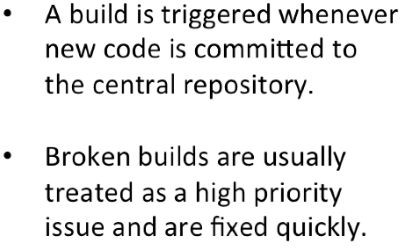 • A build is triggered whenever
new code is committed to
the central repository.
• Broken builds are usually
treated as a high priority
issue and are fixed quickly.